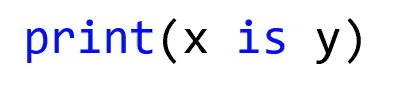 print(x is y)